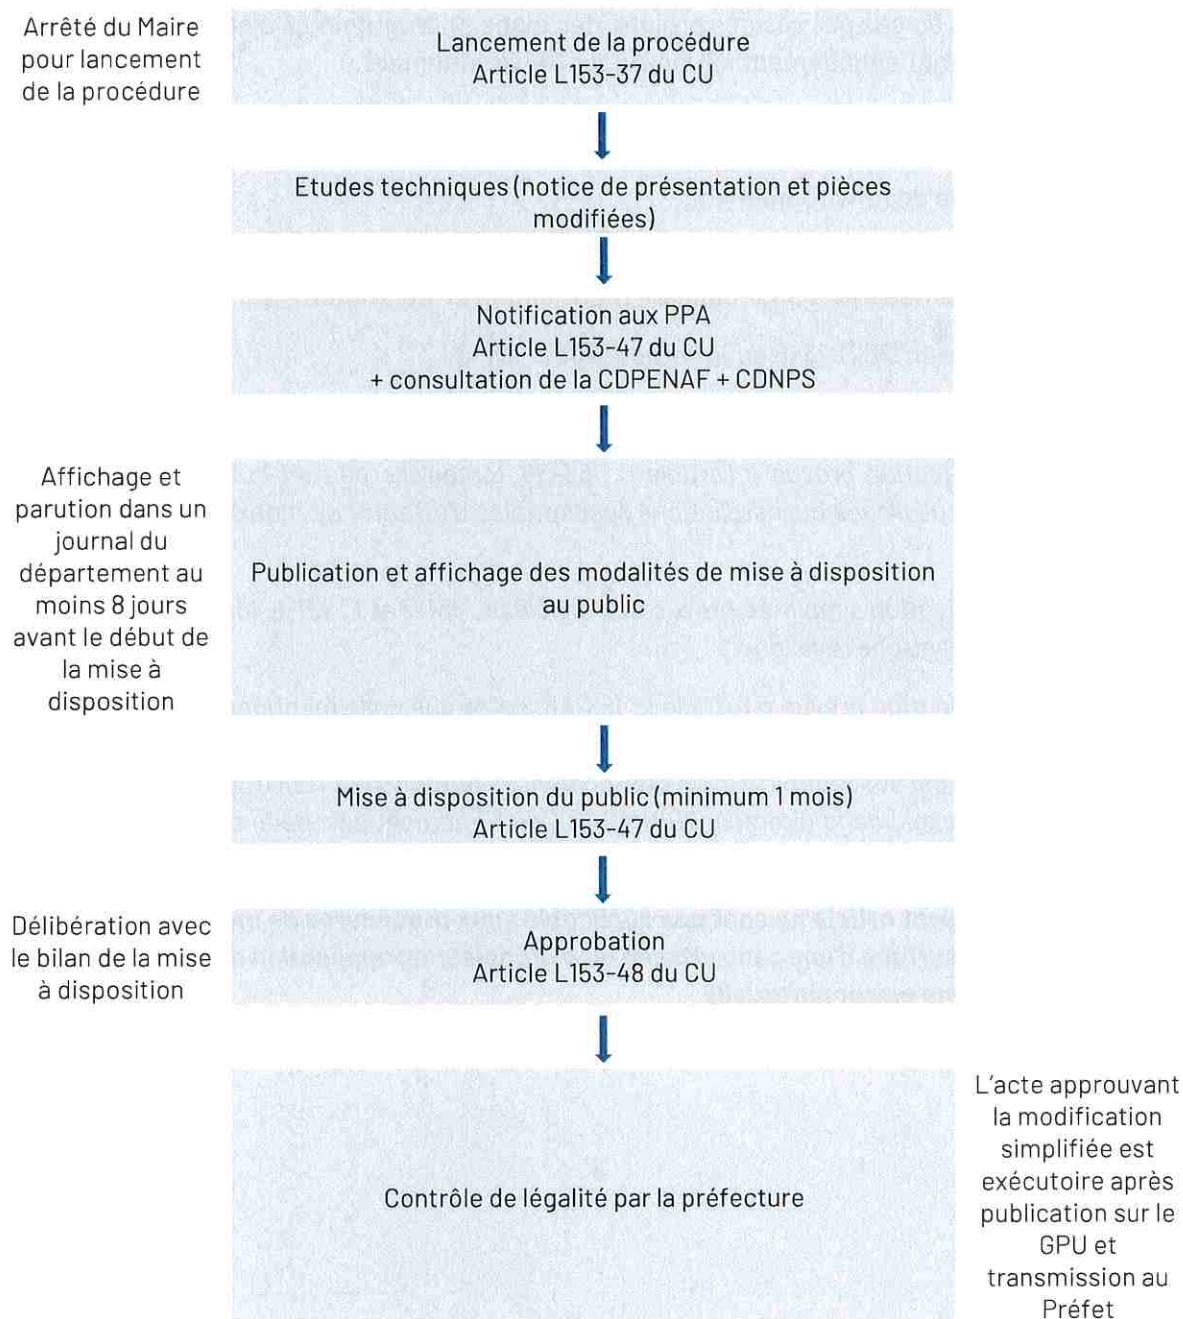 Arrêté du Maire
pour lancement
de la procédure
Lancement de la procédure
Article L153-37 du CU
Etudes techniques (notice de présentation et pièces
modifiées)
Notification aux PPA
Article L153-47 du CU
+ consultation de la CDPENAF + CDNPS
Affichage et
parution dans un
journal du
département au
moins 8 jours
avant le début de
la mise à
disposition
Publication et affichage des modalités de mise à disposition
au public
Mise à disposition du public (minimum 1 mois)
Article L153-47 du CU
Délibération avec
le bilan de la mise
à disposition
Approbation
Article L153-48 du CU
Contrôle de légalité par la préfecture
L'acte approuvant
la modification
simplifiée est
exécutoire après
publication sur le
GPU et
transmission au
Préfet